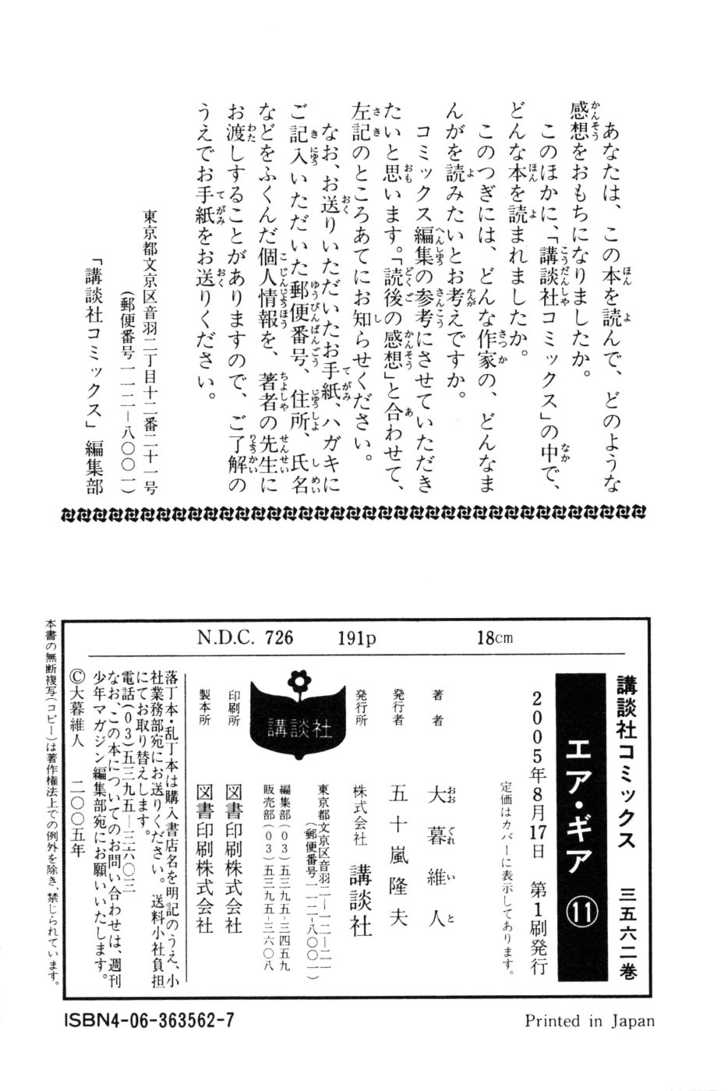 あなたは、この本を読んで、どのような
感想をおもちになりましたか。
このほかに、「講談社コミックス」の中で、
どんな本を読まれましたか。
このつぎには、どんな作家の、どんなま
んがを読みたいとお考えですか。
コミックス編集の参考にさせていただき
たいと思います。「読後の感想」と合わせて、
左記のところあてにお知らせください。
なお、お送りいただいたお手紙、ハガキに
ご記入いただいた郵便番号、住所、氏名
などをふくんだ個人情報を、著者の先生に
お渡しすることがありますので、ご了解の
うえでお手紙をお送りください。
東京都文京区音羽二丁目十二番二十一号
(郵便番号一一二-八〇〇一)
「講談社コミックス」編集部
N.D.C. 726 191p 18cm
講談社コミックス 三五六二巻
エア・ギア ⑪
2005年8月17日 第1刷発行
定価はカバーに表示してあります。
著者 大暮維人
発行者 五十嵐隆夫
発行所 株式会社 講談社
東京都文京区音羽二-一二-二一
(郵便番号一一二-八〇〇一)
編集部(03)五三九五-三四五九
販売部(03)五三九五-三六〇八
講談社
印刷所 図書印刷株式会社
製本所 図書印刷株式会社
落丁本・乱丁本は購入書店名を明記のうえ、小
社業務部宛にお送りください。送料小社負担
にてお取り替えします。
電話(03)五三九五-三六〇三
なお、この本についてのお問い合わせは、週刊
少年マガジン編集部宛にお願いいたします。
©大暮維人 二〇〇五年
本書の無断複写(コピー)は著作権法上での例外を除き、禁じられています。
ISBN4-06-363562-7
Printed in Japan